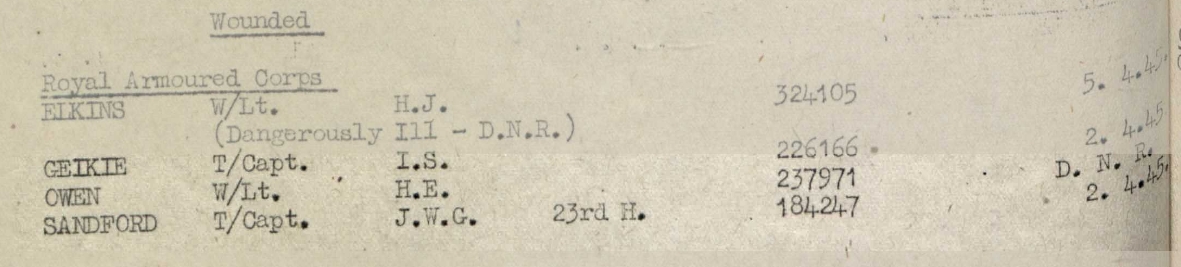 Wounded
Royal Armoured Corps
ELKINS W/Lt. H.J. 324105 5. 4.45.
(Dangerously Ill - D.N.R.)
GEIKIE T/Capt. I.S. 226166 2. 4.45
OWEN W/Lt. H.E. 237971 D. N. R.
SANDFORD T/Capt. J.W.G. 23rd H. 184247 2. 4.45.